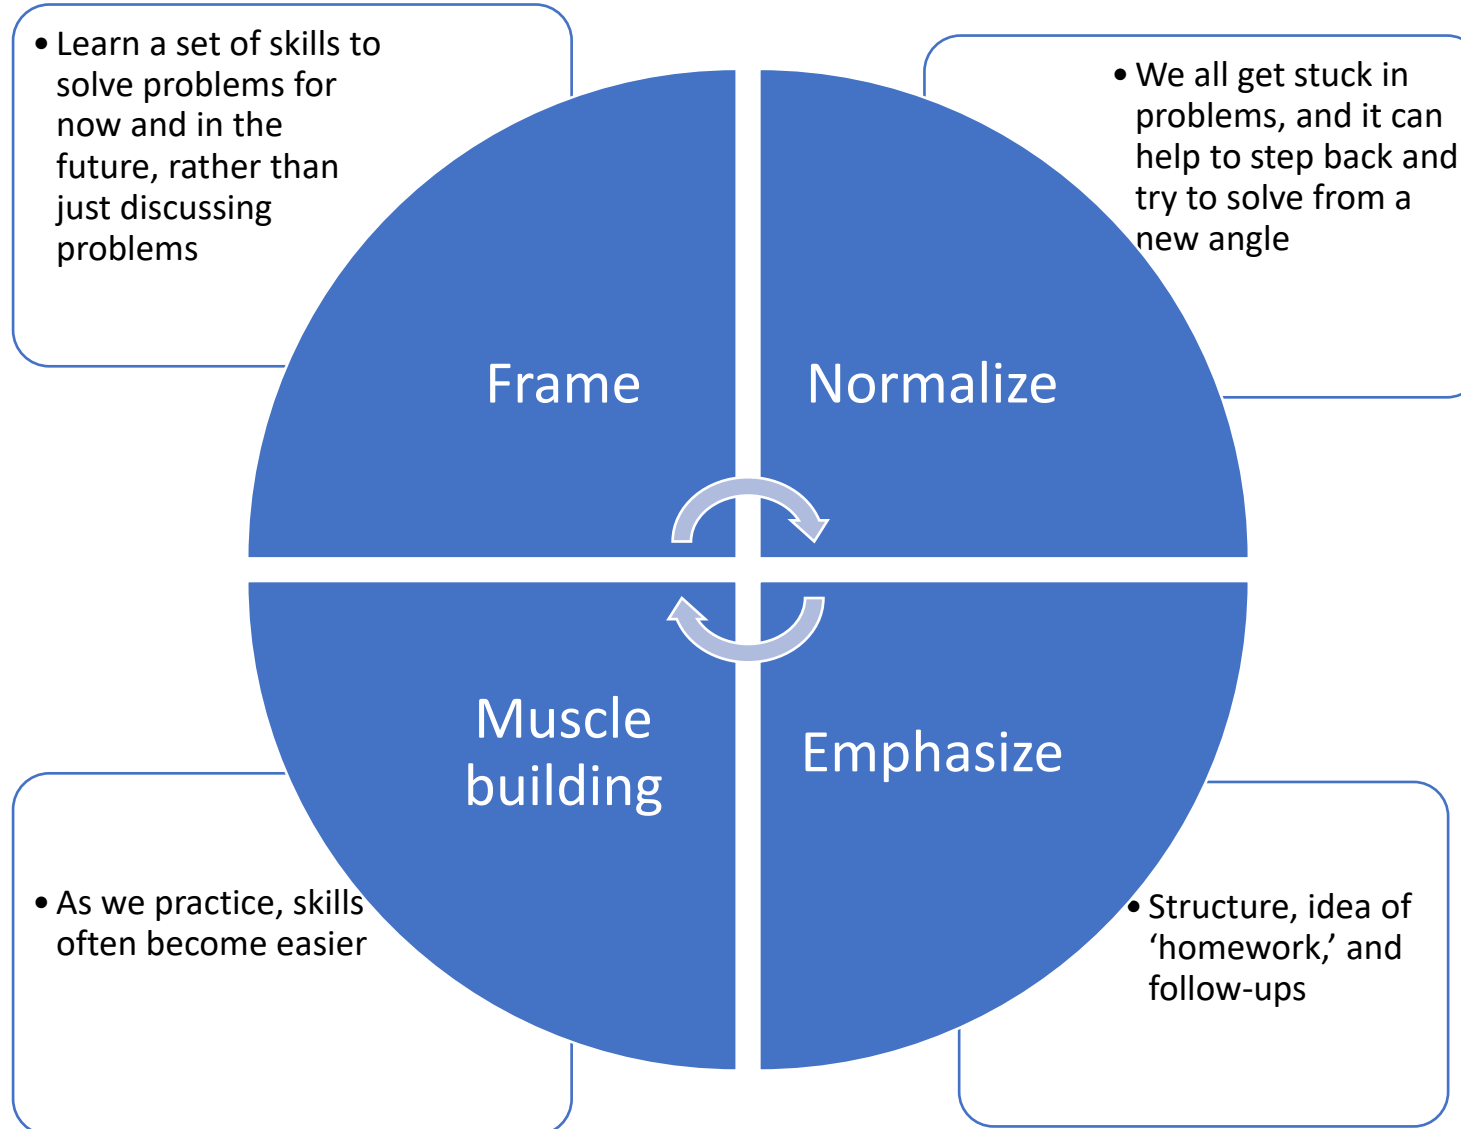 • Learn a set of skills to
solve problems for
now and in the
future, rather than
just discussing
problems
• We all get stuck in
problems, and it can
help to step back and
try to solve from a
new angle
Frame
Normalize
Muscle
building
Emphasize
• As we practice, skills
often become easier
• Structure, idea of
‘homework,’ and
follow-ups